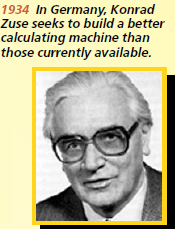 1934 In Germany, Konrad
Zuse seeks to build a better
calculating machine than
those currently available.